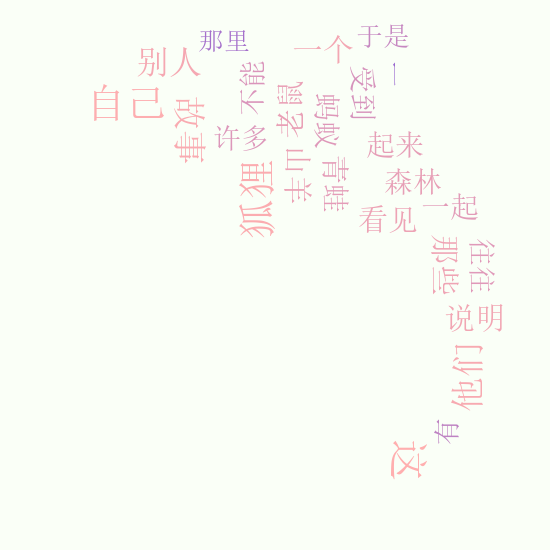 于是
那里
一个
别人
一
不能
受到
自己
老鼠
蚂蚁
故事
许多
起来
山羊
青蛙
森林
狐狸
一起
看见
那些
往往
说明
他们
有
这